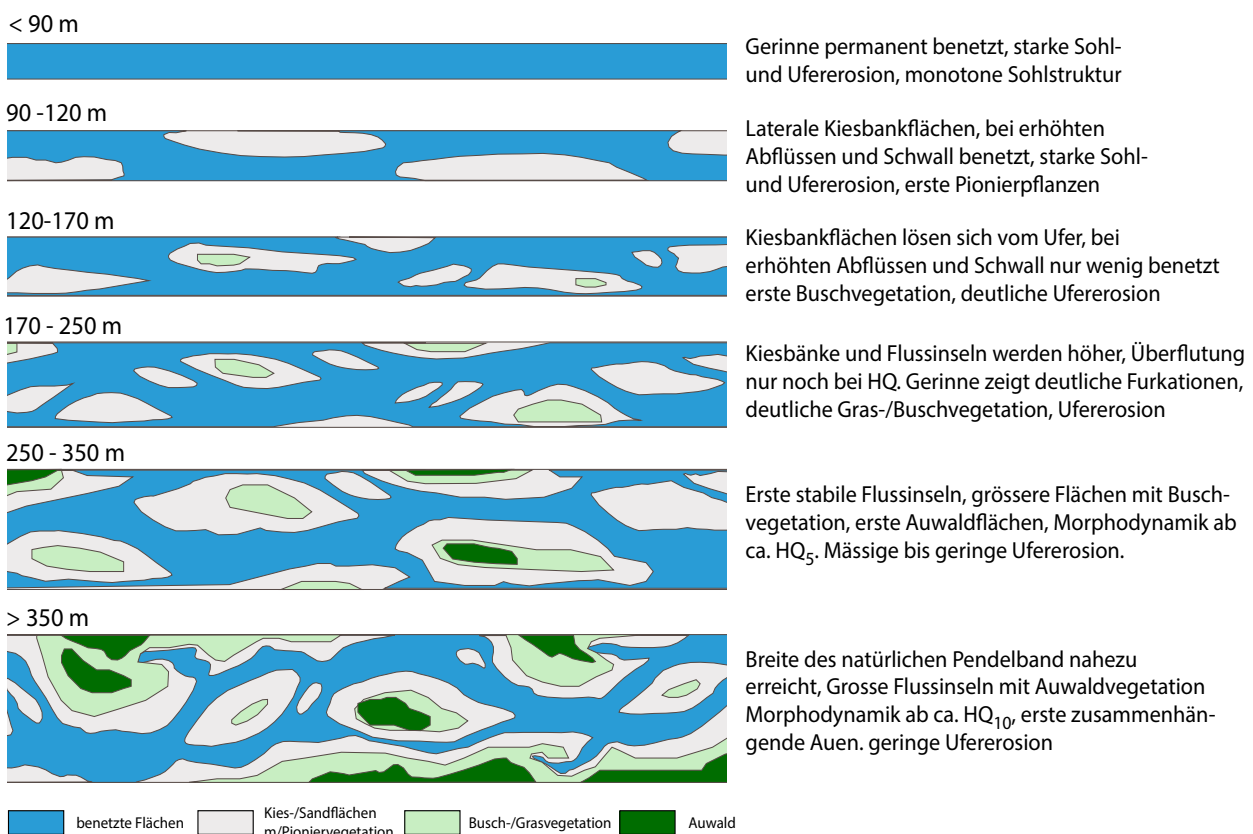 < 90 m
Gerinne permanent benetzt, starke Sohl-
und Ufererosion, monotone Sohlstruktur
90 -120 m
Laterale Kiesbankflächen, bei erhöhten
Abflüssen und Schwall benetzt, starke Sohl-
und Ufererosion, erste Pionierpflanzen
120-170 m
Kiesbankflächen lösen sich vom Ufer, bei
erhöhten Abflüssen und Schwall nur wenig benetzt
erste Buschvegetation, deutliche Ufererosion
170 - 250 m
Kiesbänke und Flussinseln werden höher, Überflutung
nur noch bei HQ. Gerinne zeigt deutliche Furkationen,
deutliche Gras-/Buschvegetation, Ufererosion
250 - 350 m
Erste stabile Flussinseln, grössere Flächen mit Busch-
vegetation, erste Auwaldflächen, Morphodynamik ab
ca. HQ5. Mässige bis geringe Ufererosion.
> 350 m
Breite des natürlichen Pendelband nahezu
erreicht, Grosse Flussinseln mit Auwaldvegetation
Morphodynamik ab ca. HQ10, erste zusammenhän-
gende Auen. geringe Ufererosion
benetzte Flächen
Kies-/Sandflächen
m/Pioniervegetation
Busch-/Grasvegetation
Auwald